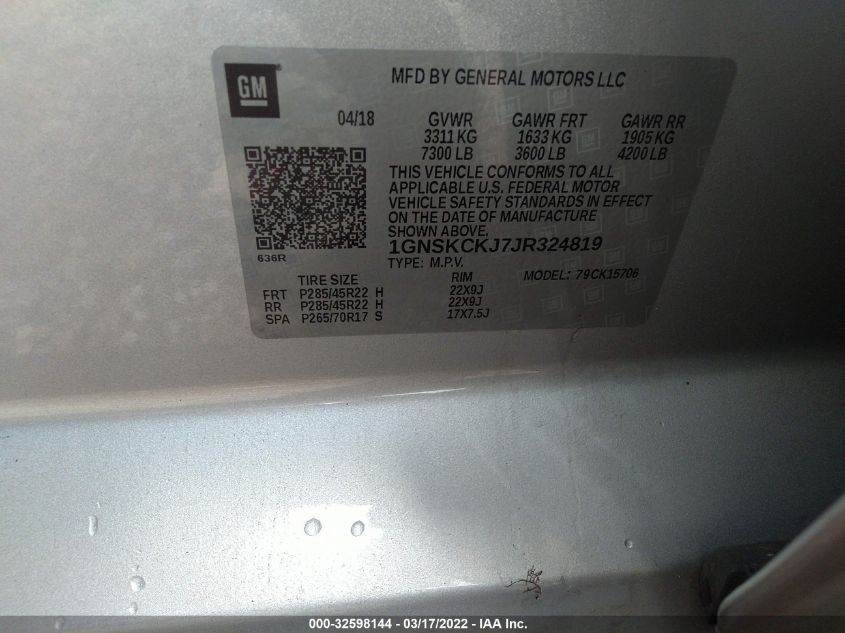 GM
MFD BY GENERAL MOTORS LLC
04/18 GVWR GAWR FRT GAWR RR
3311 KG 1633 KG 1905 KG
7300 LB 3600 LB 4200 LB
THIS VEHICLE CONFORMS TO ALL
APPLICABLE U.S. FEDERAL MOTOR
VEHICLE SAFETY STANDARDS IN EFFECT
ON THE DATE OF MANUFACTURE
SHOWN ABOVE.
1GNSKCKJ7JR324819
636R
TYPE: M.P.V. MODEL: 79CK15706
TIRE SIZE RIM
FRT P285/45R22 H 22X9J
RR P285/45R22 H 22X9J
SPA P265/70R17 S 17X7.5J
000-32598144 - 03/17/2022 - IAA Inc.